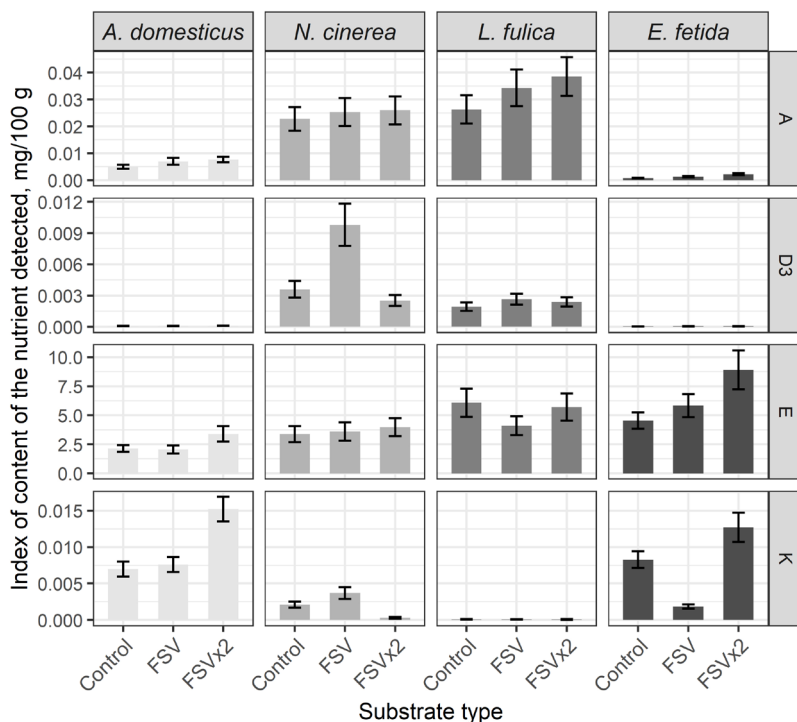 A. domesticus N. cinerea L. fulica E. fetida
Index of content of the nutrient detected, mg/100 g
0.04
0.03
0.02
0.01
0.00
A
0.012
0.009
0.006
0.003
0.000
D3
10.0
7.5
5.0
2.5
0.0
E
0.015
0.010
0.005
0.000
K
Control FSV FSVx2 Control FSV FSVx2 Control FSV FSVx2 Control FSV FSVx2
Substrate type